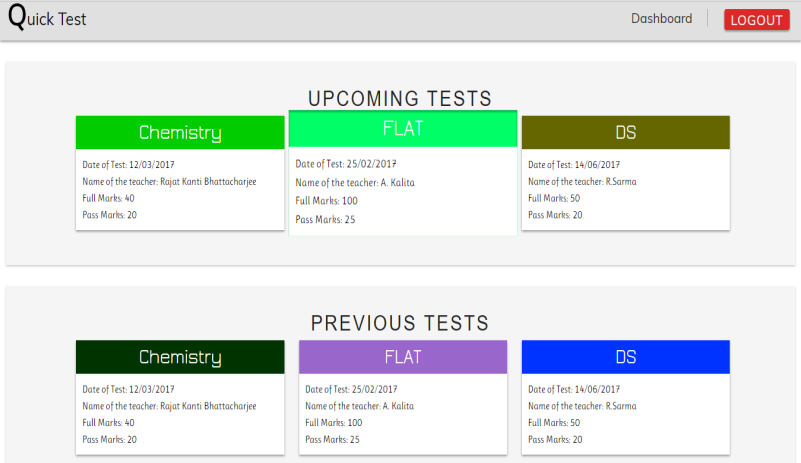 Quick Test
Dashboard
LOGOUT
UPCOMING TESTS
Chemistry
Date of Test: 12/03/2017
Name of the teacher: Rajat Kanti Bhattacharjee
Full Marks: 40
Pass Marks: 20
FLAT
Date of Test: 25/02/2017
Name of the teacher: A. Kalita
Full Marks: 100
Pass Marks: 25
DS
Date of Test: 14/06/2017
Name of the teacher: R.Sarma
Full Marks: 50
Pass Marks: 20
PREVIOUS TESTS
Chemistry
Date of Test: 12/03/2017
Name of the teacher: Rajat Kanti Bhattacharjee
Full Marks: 40
Pass Marks: 20
FLAT
Date of Test: 25/02/2017
Name of the teacher: A. Kalita
Full Marks: 100
Pass Marks: 25
DS
Date of Test: 14/06/2017
Name of the teacher: R.Sarma
Full Marks: 50
Pass Marks: 20